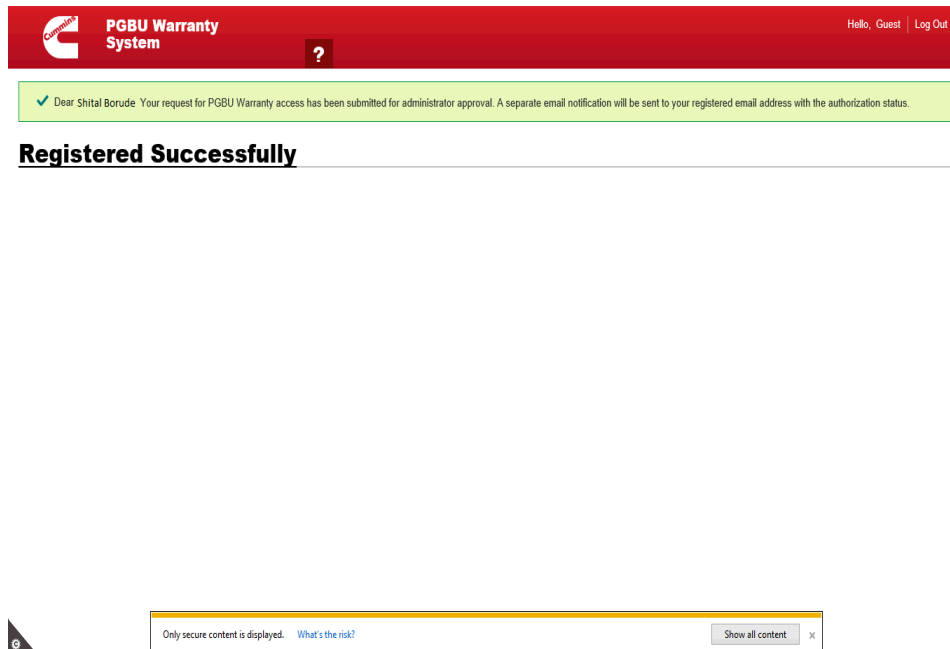 Cummins
PGBU Warranty
System
?
Hello, Guest | Log Out
Dear Shital Borude Your request for PGBU Warranty access has been submitted for administrator approval. A separate email notification will be sent to your registered email address with the authorization status.
Registered Successfully
Only secure content is displayed. What's the risk? Show all content x